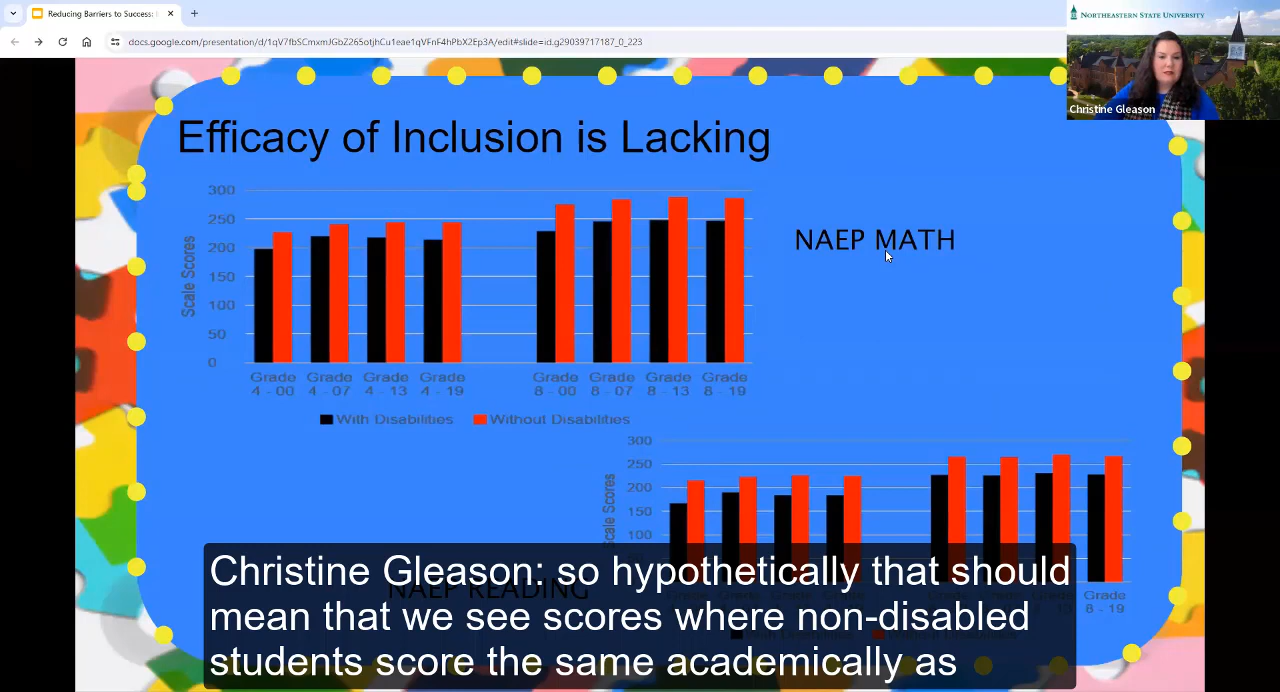 Reducing Barriers to Success: i
docs.google.com/presentation/d/1qV7fbSCmxmJGbZ265dphCu1eae1qVFnF4hPbX2Ep3A/edit#slide=id.g29039717187_0_223
NORTHEASTERN STATE UNIVERSITY
Christine Gleason
Efficacy of Inclusion is Lacking
300
250
200
150
100
50
0
Scale Scores
Grade 4 - 00
Grade 4 - 07
Grade 4 - 13
Grade 4 - 19
Grade 8 - 00
Grade 8 - 07
Grade 8 - 13
Grade 8 - 19
With Disabilities
Without Disabilities
NAEP MATH
300
250
200
150
100
Scale Scores
Grade
8 - 19
NAEP READING
Christine Gleason: so hypothetically that should
mean that we see scores where non-disabled
students score the same academically as